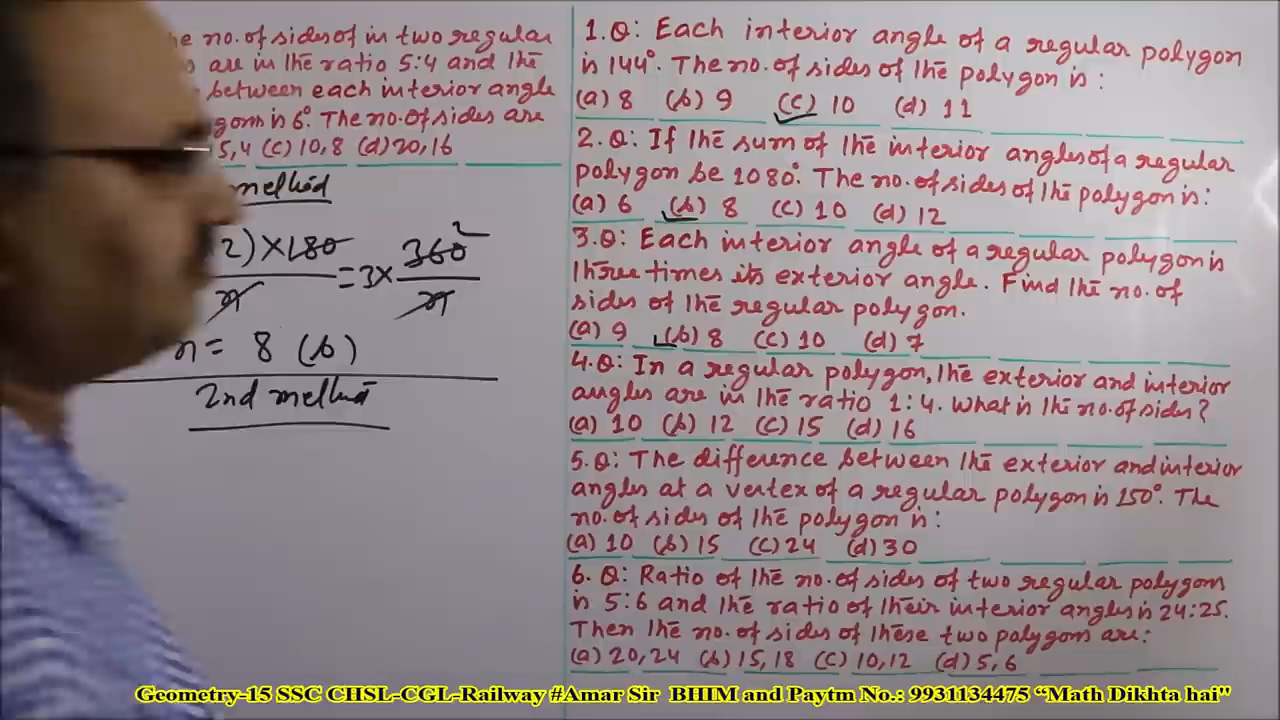 no. of sides of in two regular
are in the ratio 5:4 and the
between each interior angle
is 6°. The no. of sides are
5,4 (c) 10,8 (d) 20,16
method
2) × 180 = 3 × 360 2
n n
n = 8 (b)
2nd method
1.Q: Each interior angle of a regular polygon
is 144°. The no. of sides of the polygon is :
(a) 8 (b) 9 (c) 10 (d) 11
2.Q: If the sum of the interior angles of a regular
polygon be 1080°. The no. of sides of the polygon is:
(a) 6 (b) 8 (c) 10 (d) 12
3.Q: Each interior angle of a regular polygon is
three times its exterior angle. Find the no. of
sides of the regular polygon.
(a) 9 (b) 8 (c) 10 (d) 7
4.Q: In a regular polygon, the exterior and interior
angles are in the ratio 1:4. What is the no. of sides?
(a) 10 (b) 12 (c) 15 (d) 16
5.Q: The difference between the exterior and interior
angles at a vertex of a regular polygon is 150°. The
no. of sides of the polygon is:
(a) 10 (b) 15 (c) 24 (d) 30
6. Q: Ratio of the no. of sides of two regular polygons
is 5:6 and the ratio of their interior angles is 24:25.
Then the no. of sides of these two polygons are:
(a) 20,24 (b) 15,18 (c) 10,12 (d) 5,6
Geometry-15 SSC CHSL-CGL-Railway #Amar Sir BHIM and Paytm No.: 9931134475 “Math Dikhta hai"